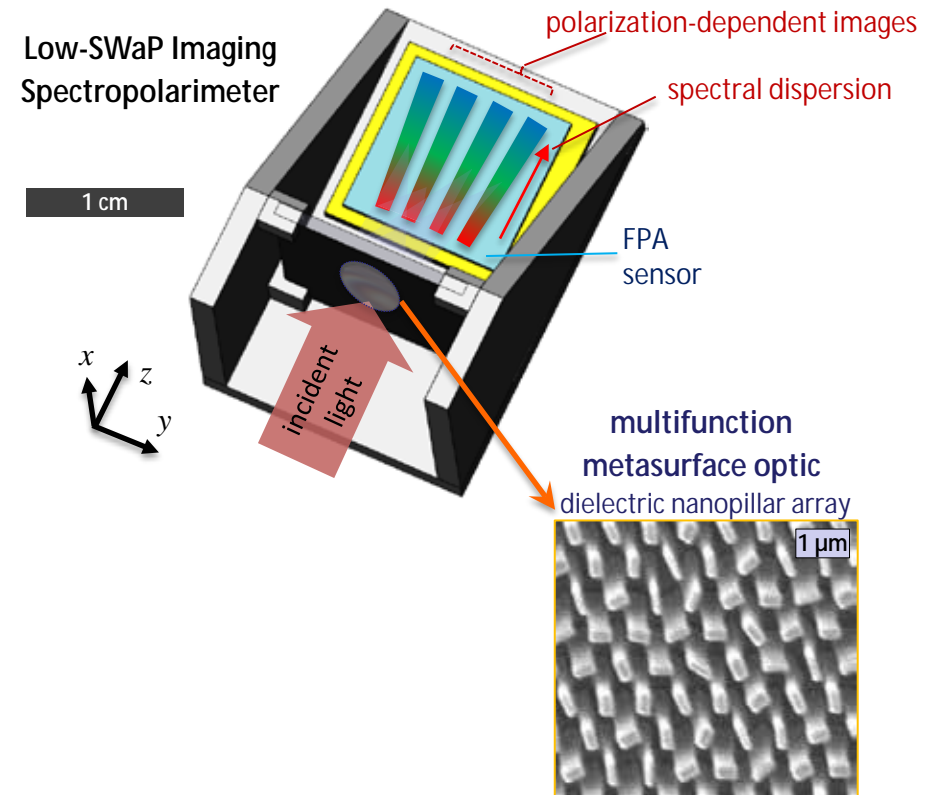 Low-SWaP Imaging
Spectropolarimeter
polarization-dependent images
spectral dispersion
1 cm
FPA
sensor
incident
light
x
z
y
multifunction
metasurface optic
dielectric nanopillar array
1 µm